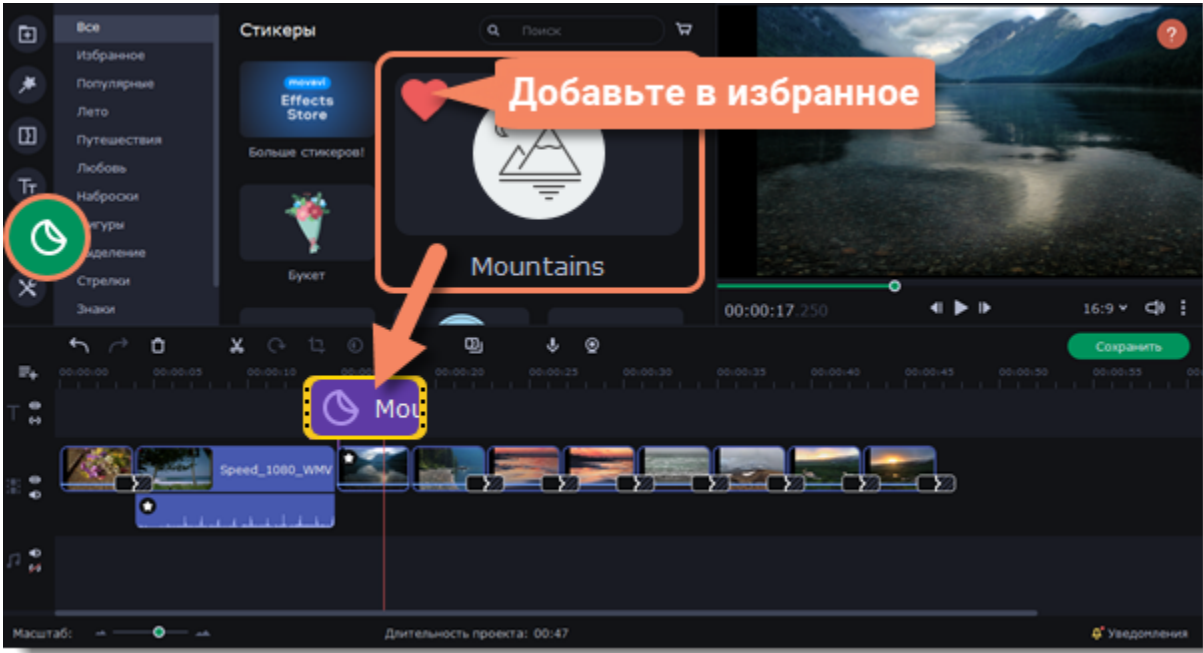 Все
Избранное
Популярные
Лето
Путешествия
Любовь
Наброски
игуры
ыделение
Стрелки
Знаки
Стикеры
Поиск
movavi
Effects
Store
Больше стикеров!
Букет
Добавьте в избранное
Mountains
?
00:00:17.250
16:9
Сохранить
00:00:00
00:00:05
00:00:10
00:00:20
00:00:25
00:00:30
00:00:35
00:00:40
00:00:45
00:00:50
00:00:55
Mou
Speed_1080_WMV
Масштаб:
Длительность проекта: 00:47
Уведомления